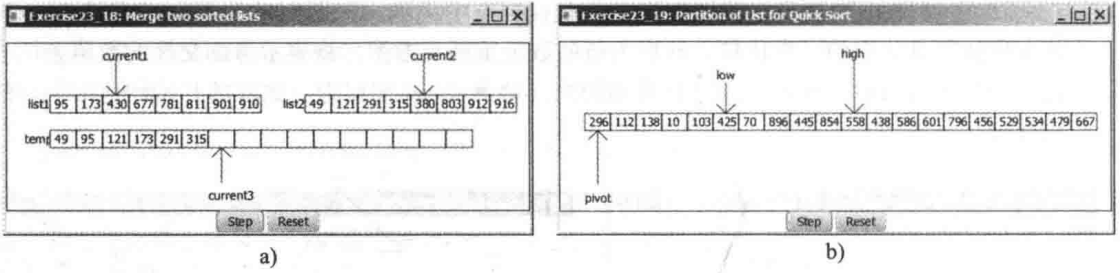 Exercise23_18: Merge two sorted lists
current1
current2
list1 95 173 430 677 781 811 901 910
list2 49 121 291 315 380 803 912 916
temp 49 95 121 173 291 315
current3
Step Reset
a)
Exercise23_19: Partition of List for Quick Sort
high
low
296 112 138 10 103 425 70 896 445 854 558 438 586 601 796 456 529 534 479 667
pivot
Step Reset
b)